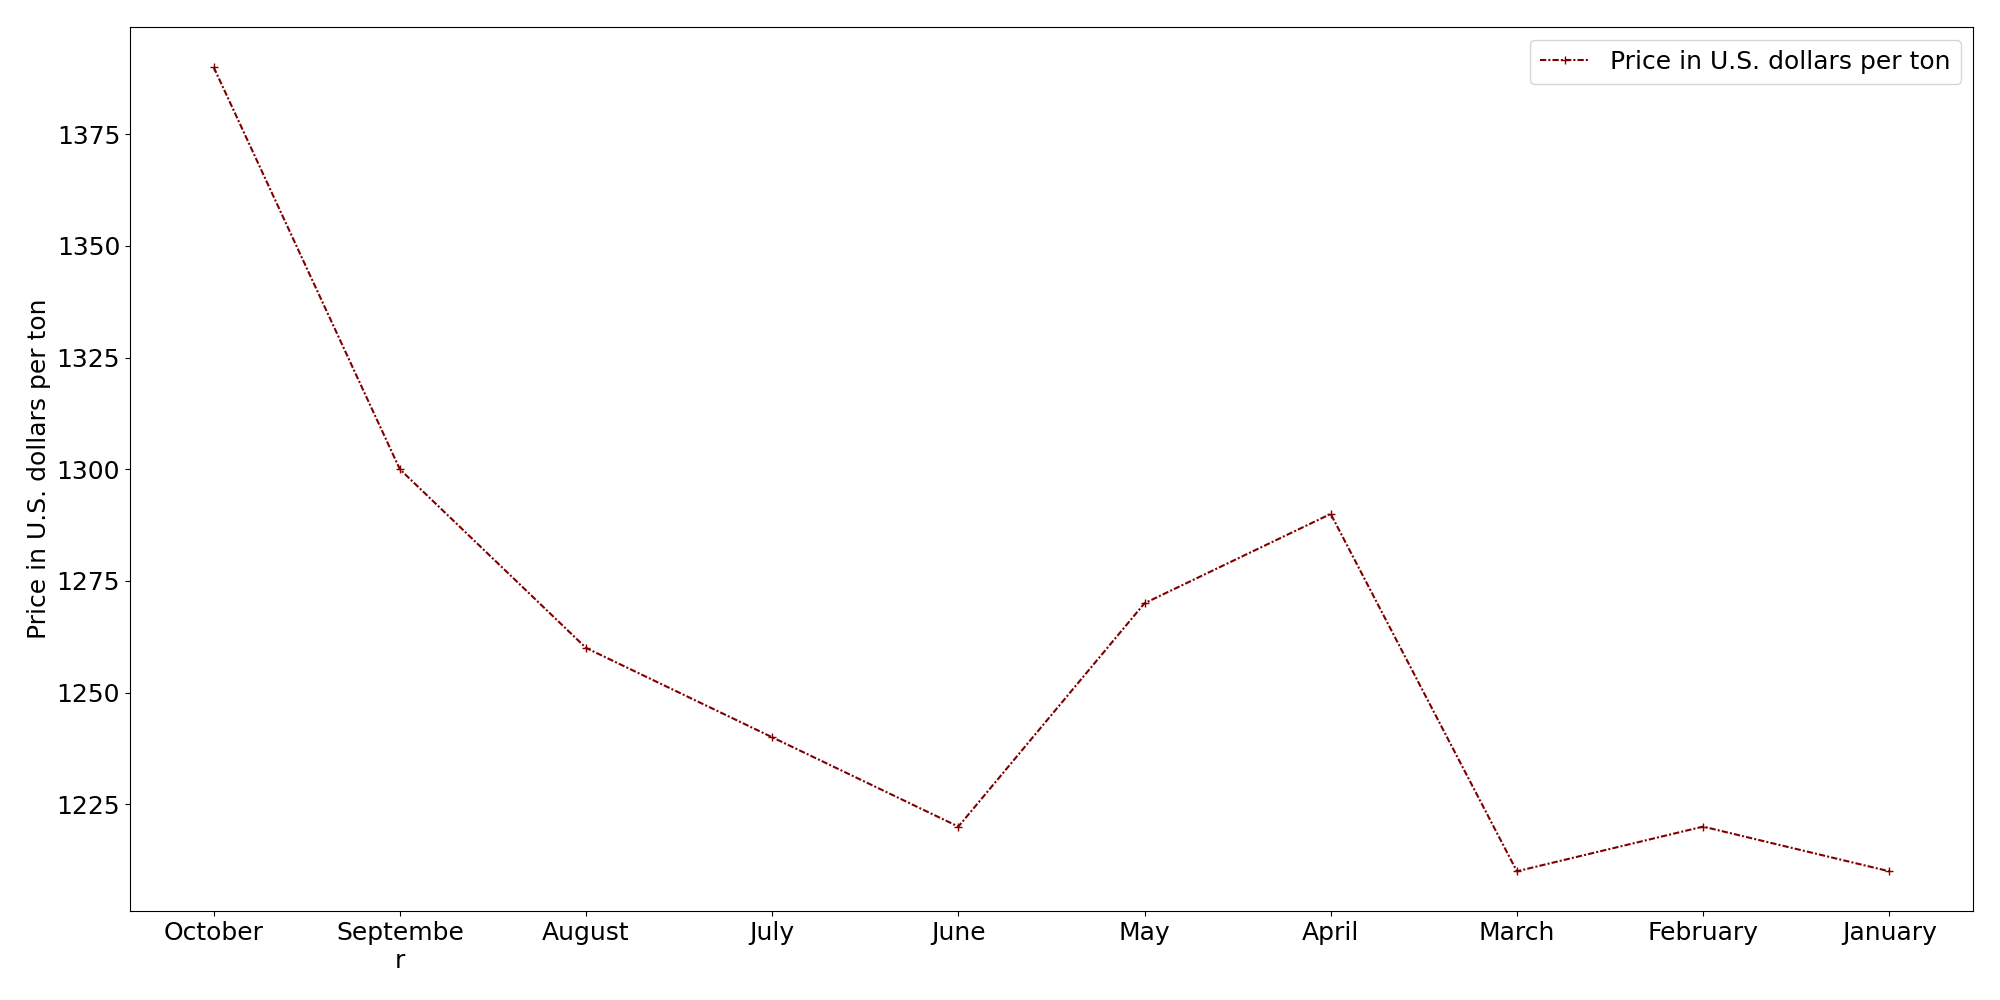 Price in U.S. dollars per ton
1375
1350
1325
1300
1275
1250
1225
Price in U.S. dollars per ton
October
Septembe
r
August
July
June
May
April
March
February
January